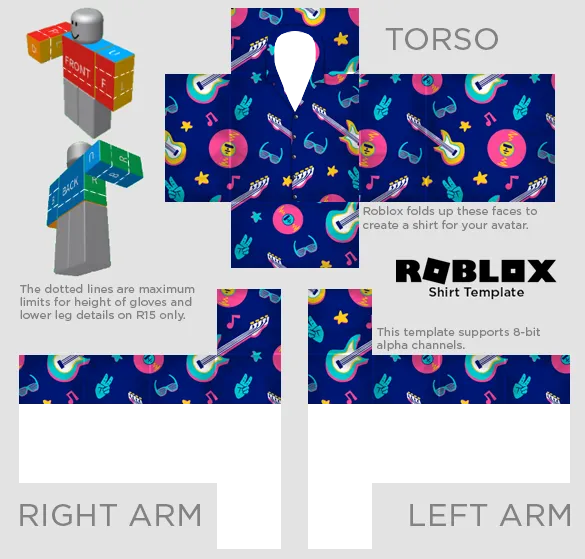 TORSO
FRONT
F
L
U
R
BACK
B
U
R
Roblox folds up these faces to
create a shirt for your avatar.
ROBLOX
Shirt Template
The dotted lines are maximum
limits for height of gloves and
lower leg details on R15 only.
This template supports 8-bit
alpha channels.
RIGHT ARM
LEFT ARM